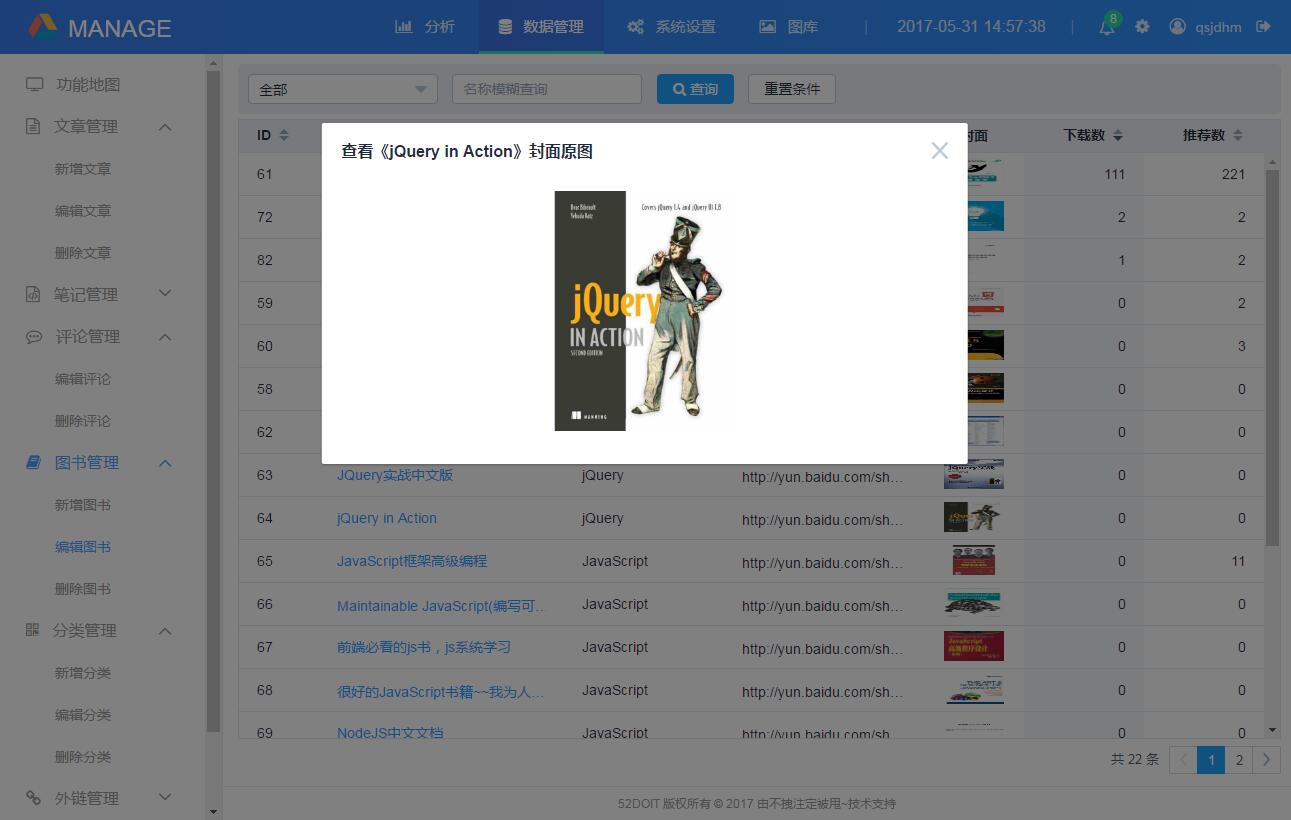 MANAGE
分析
数据管理
系统设置
图库
2017-05-31 14:57:38
8
qsjdhm
功能地图
文章管理
新增文章
编辑文章
删除文章
笔记管理
评论管理
编辑评论
删除评论
图书管理
新增图书
编辑图书
删除图书
分类管理
新增分类
编辑分类
删除分类
外链管理
全部
名称模糊查询
查询
重置条件
ID 封面 下载数 推荐数
查看《jQuery in Action》封面原图
Bear Bibeault
Yehuda Katz
Covers jQuery 1.4 and jQuery UI 1.8
jQuery
IN ACTION
SECOND EDITION
MANNING
61 111 221
72 2 2
82 1 2
59 0 2
60 0 3
58 0 0
62 0 0
63 JQuery实战中文版 jQuery http://yun.baidu.com/sh... 0 0
64 jQuery in Action jQuery http://yun.baidu.com/sh... 0 0
65 JavaScript框架高级编程 JavaScript http://yun.baidu.com/sh... 0 11
66 Maintainable JavaScript(编写可... JavaScript http://yun.baidu.com/sh... 0 0
67 前端必看的js书，js系统学习 JavaScript http://yun.baidu.com/sh... 0 0
68 很好的JavaScript书籍~~我为人... JavaScript http://yun.baidu.com/sh... 0 0
69 NodeJS中文文档 JavaScript http://yun.baidu.com/sh... 0 0
共 22 条
1
2
52DOIT 版权所有 © 2017 由不拽注定被甩~技术支持